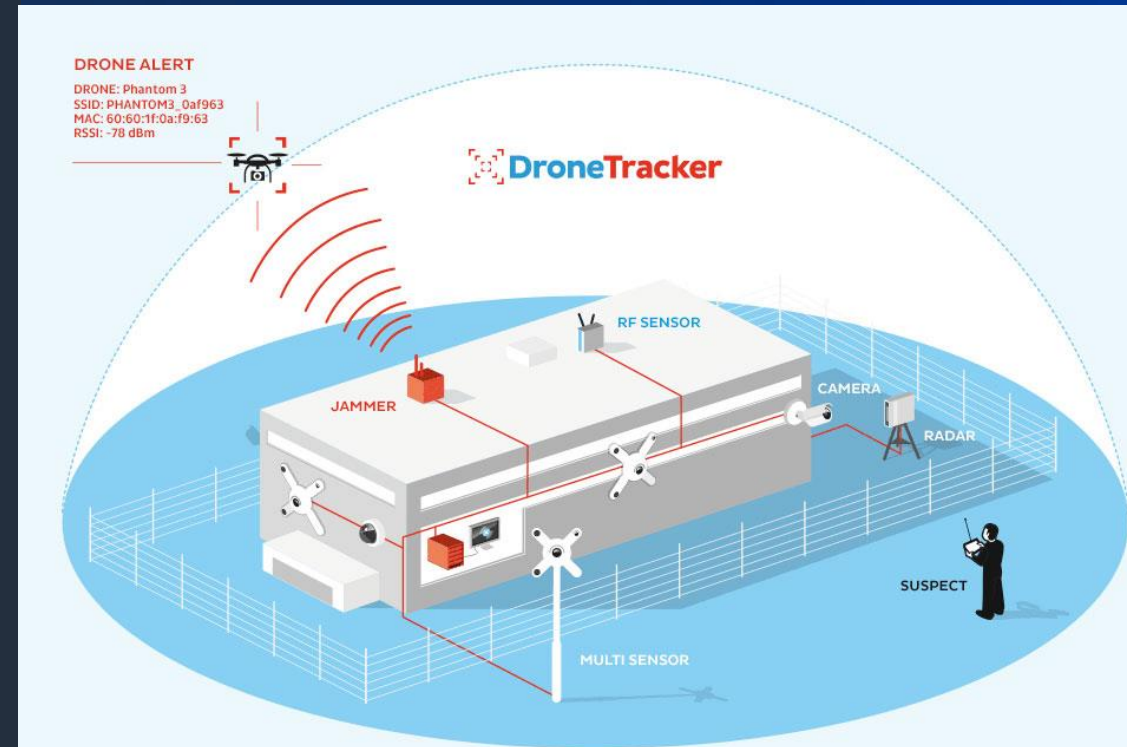 DRONE ALERT
DRONE: Phantom 3
SSID: PHANTOM3_0af963
MAC: 60:60:1f:0a:f9:63
RSSI: -78 dBm
DroneTracker
RF SENSOR
JAMMER
CAMERA
RADAR
SUSPECT
MULTI SENSOR